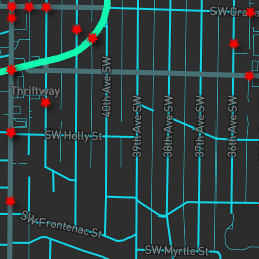 SW Gra
Thriftway
40th Ave SW
39th Ave SW
38th Ave SW
37th Ave SW
36th Ave SW
SW Holly St
SW Frontenac St
SW Myrtle St